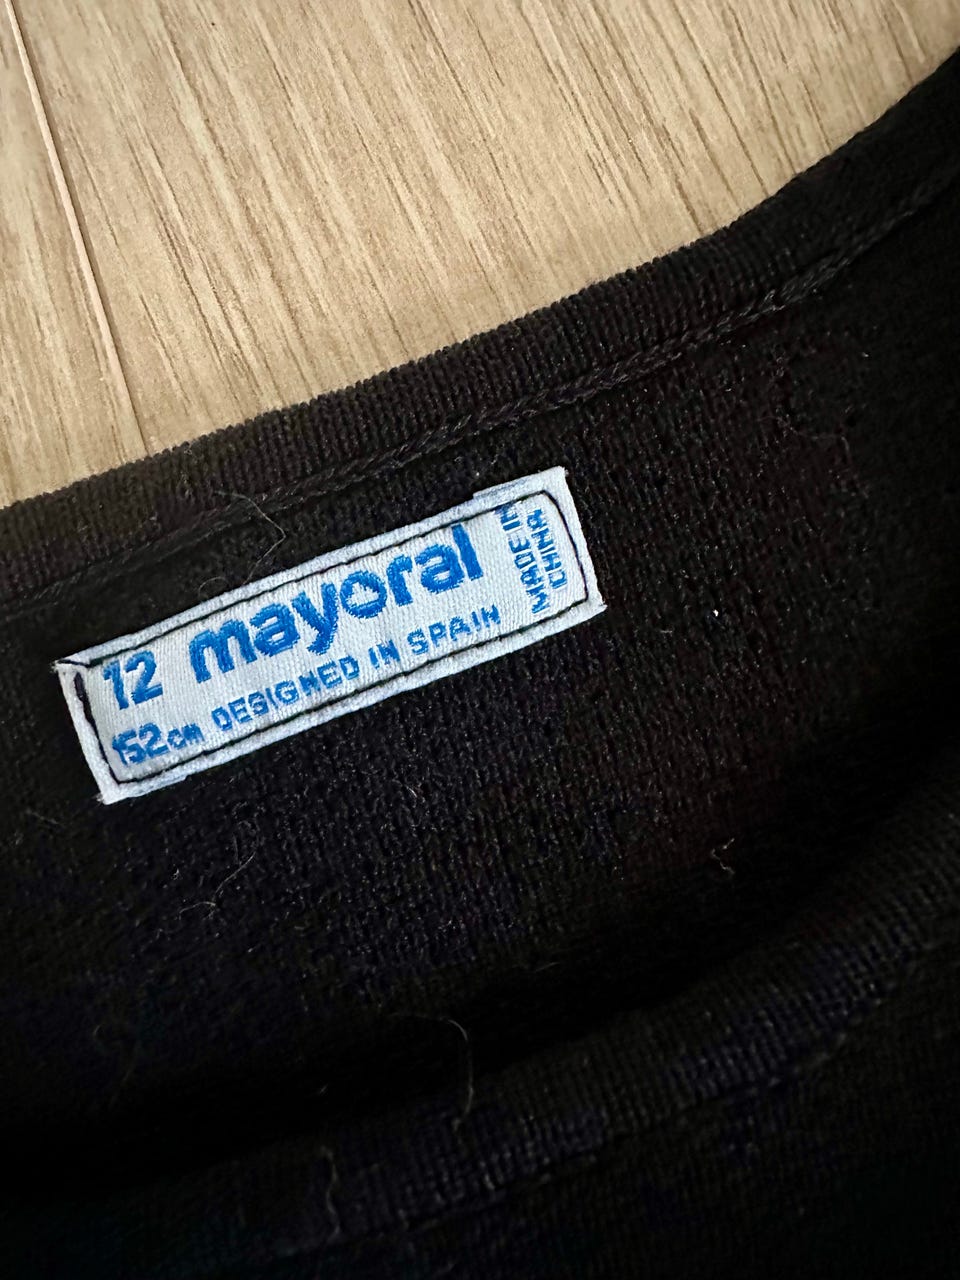 12 mayoral
152cm DESIGNED IN SPAIN
MADE IN
CHINA